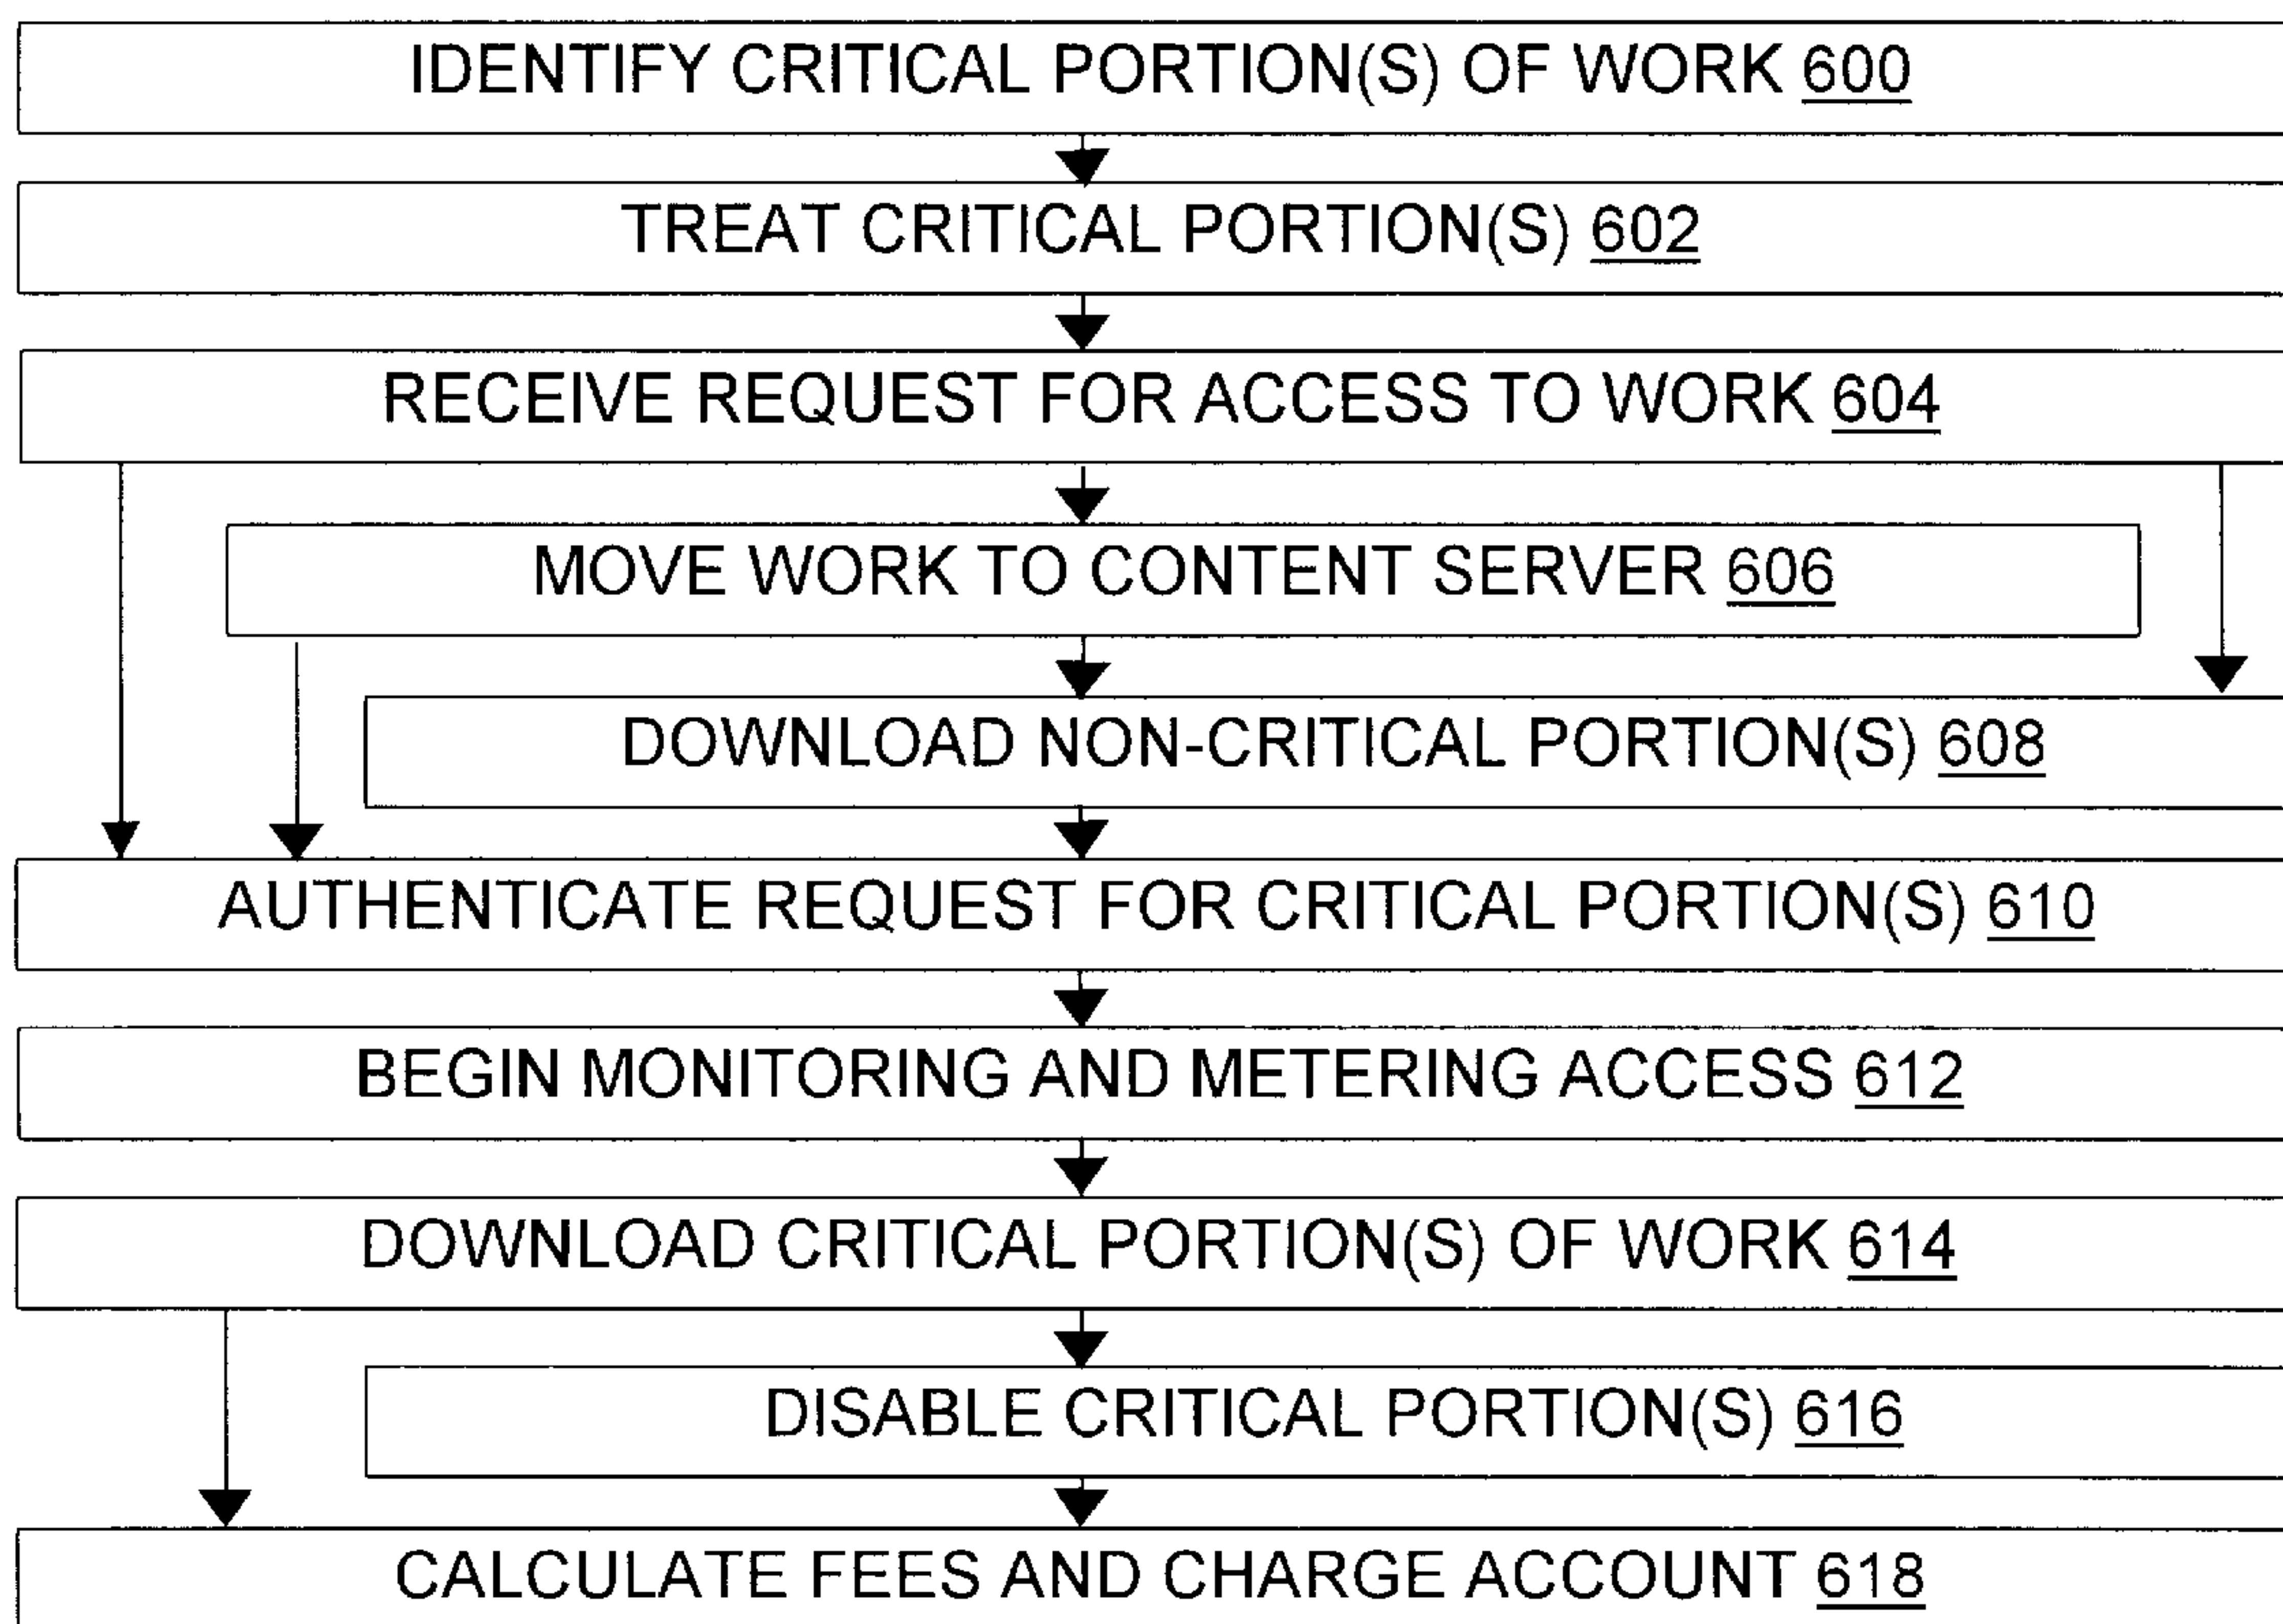 IDENTIFY CRITICAL PORTION(S) OF WORK 600
TREAT CRITICAL PORTION(S) 602
RECEIVE REQUEST FOR ACCESS TO WORK 604
MOVE WORK TO CONTENT SERVER 606
DOWNLOAD NON-CRITICAL PORTION(S) 608
AUTHENTICATE REQUEST FOR CRITICAL PORTION(S) 610
BEGIN MONITORING AND METERING ACCESS 612
DOWNLOAD CRITICAL PORTION(S) OF WORK 614
DISABLE CRITICAL PORTION(S) 616
CALCULATE FEES AND CHARGE ACCOUNT 618